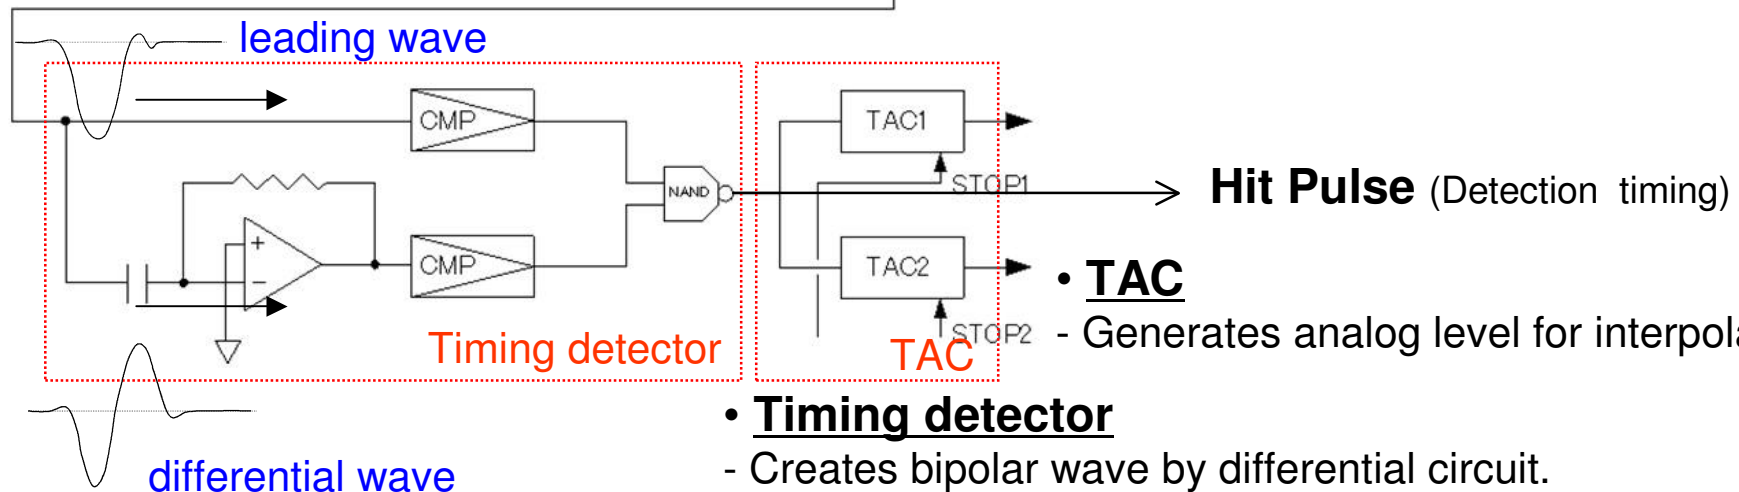 leading wave
CMP
TAC1
NAND
STOP1
Hit Pulse (Detection timing)
+
-
CMP
TAC2
• TAC
STOP2
- Generates analog level for interpola
Timing detector
TAC
• Timing detector
- Creates bipolar wave by differential circuit.
differential wave